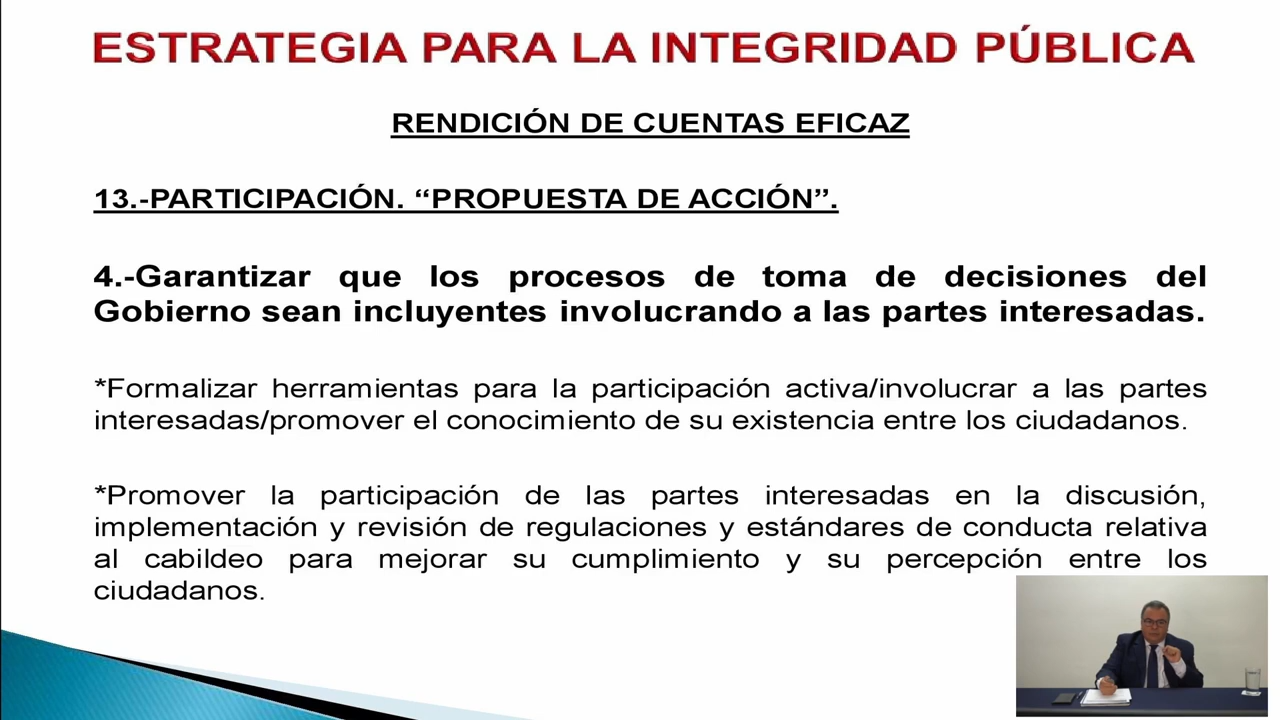 ESTRATEGIA PARA LA INTEGRIDAD PÚBLICA
RENDICIÓN DE CUENTAS EFICAZ
13.-PARTICIPACIÓN. “PROPUESTA DE ACCIÓN”.
4.-Garantizar que los procesos de toma de decisiones del
Gobierno sean incluyentes involucrando a las partes interesadas.
*Formalizar herramientas para la participación activa/involucrar a las partes
interesadas/promover el conocimiento de su existencia entre los ciudadanos.
*Promover la participación de las partes interesadas en la discusión,
implementación y revisión de regulaciones y estándares de conducta relativa
al cabildeo para mejorar su cumplimiento y su percepción entre los
ciudadanos.